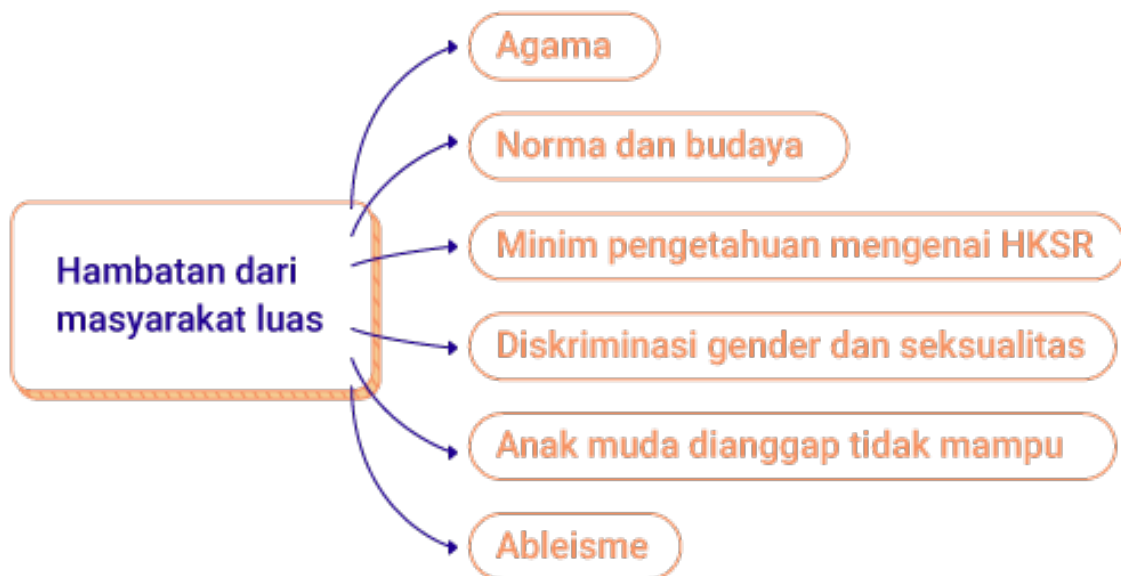 Hambatan dari
masyarakat luas
Agama
Norma dan budaya
Minim pengetahuan mengenai HKSR
Diskriminasi gender dan seksualitas
Anak muda dianggap tidak mampu
Ableisme